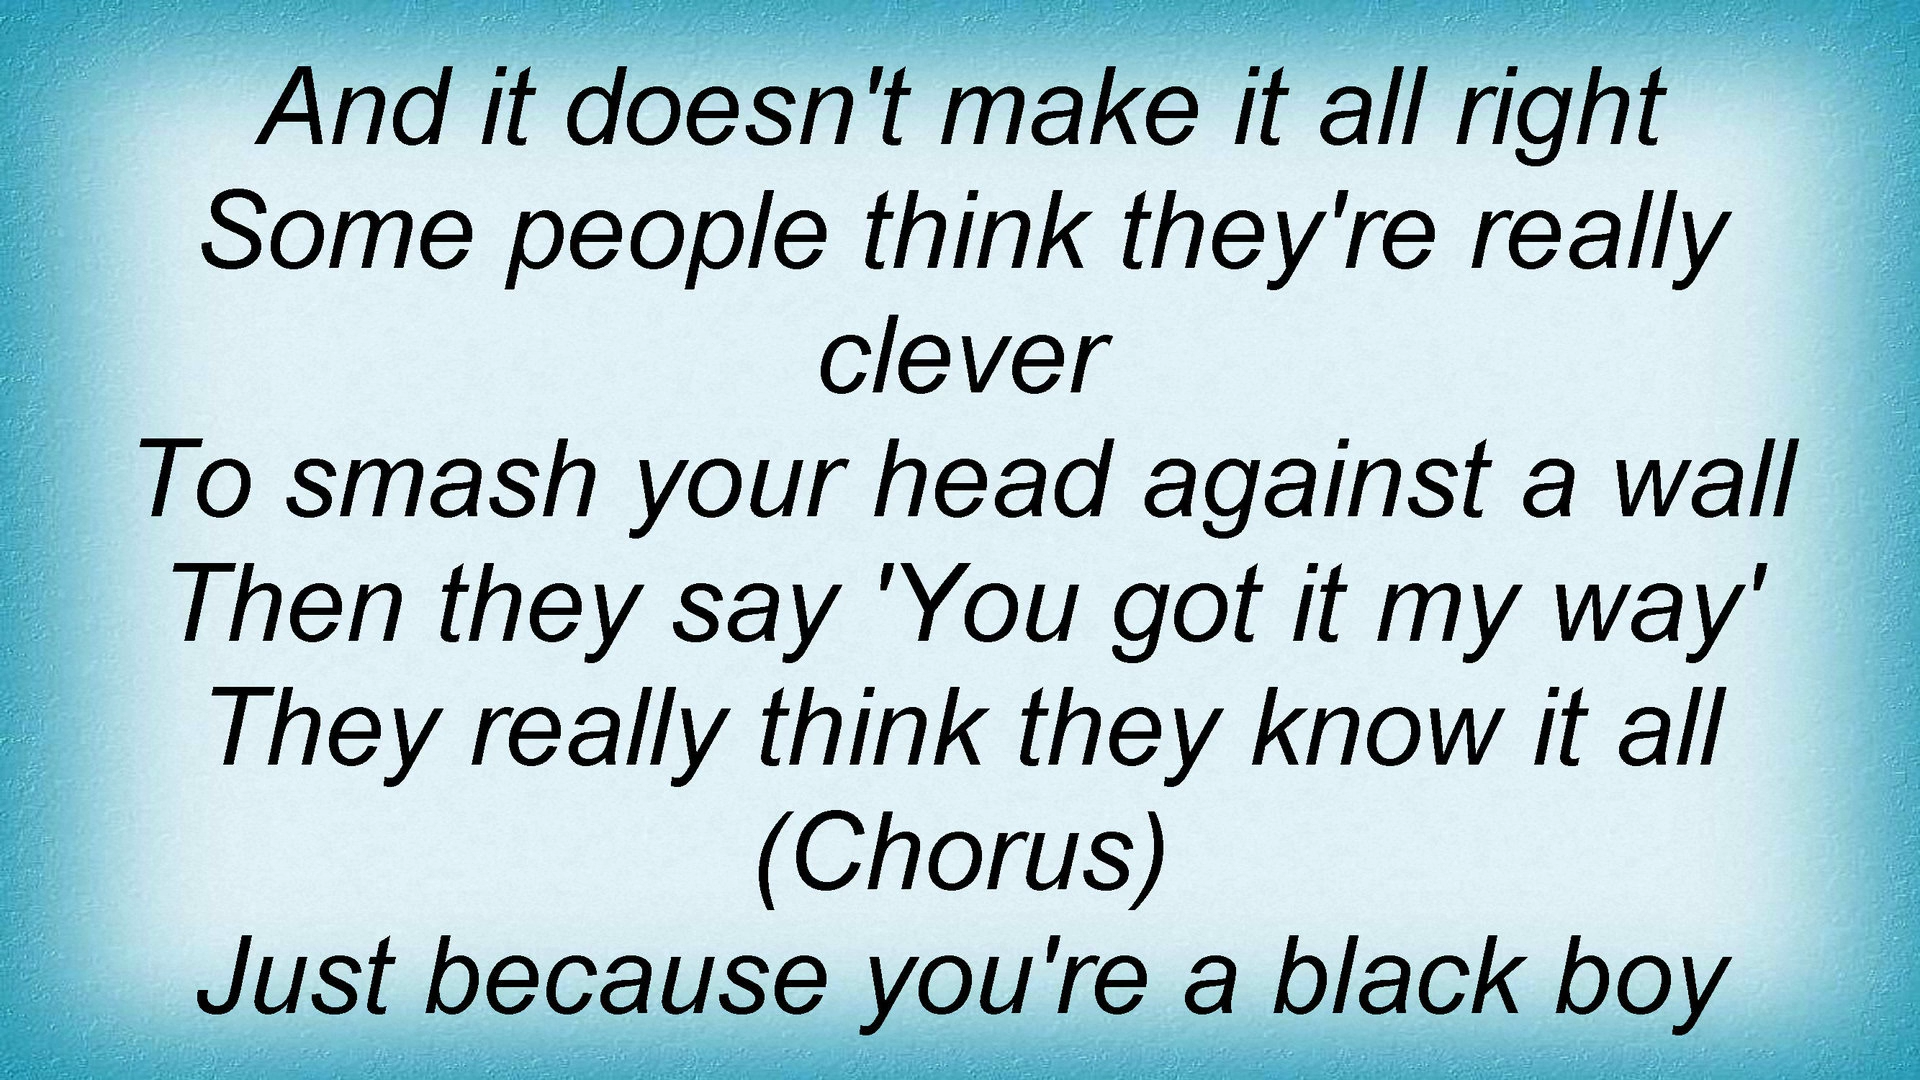 And it doesn't make it all right
Some people think they're really
clever
To smash your head against a wall
Then they say 'You got it my way'
They really think they know it all
(Chorus)
Just because you're a black boy